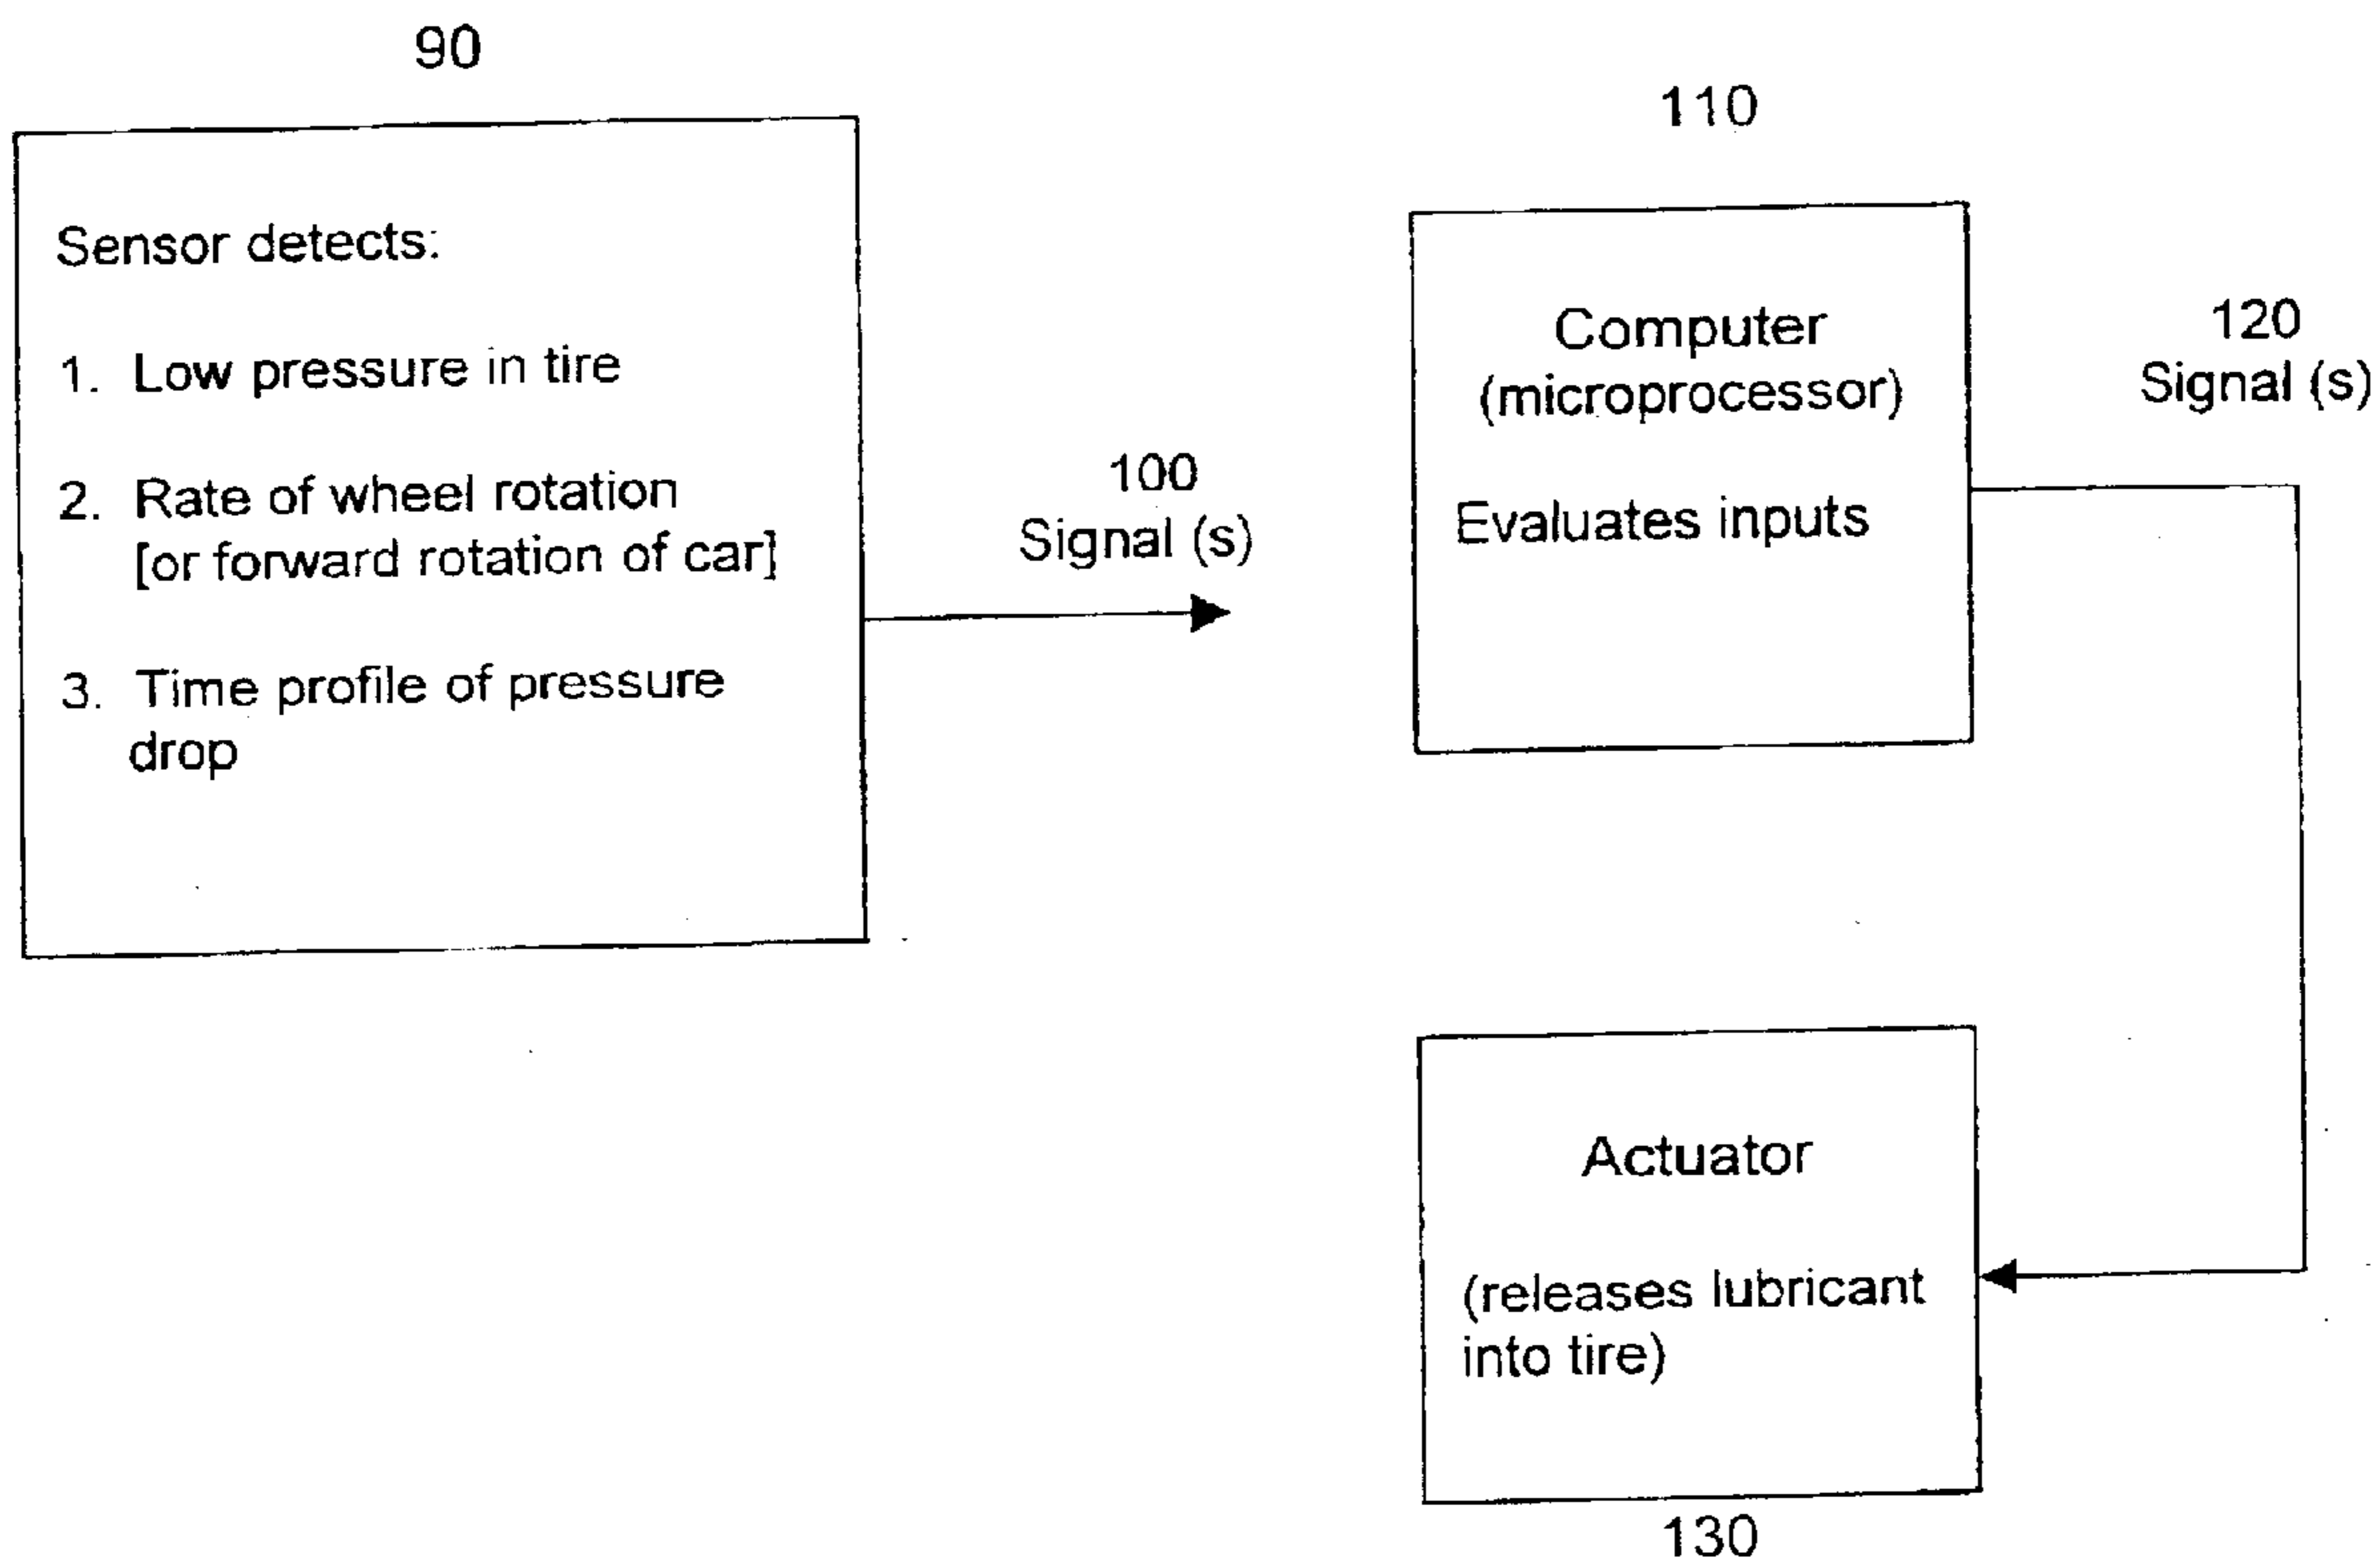 90
Sensor detects:
1. Low pressure in tire
2. Rate of wheel rotation
[or forward rotation of car]
3. Time profile of pressure
drop
100
Signal (s)
110
Computer
(microprocessor)
Evaluates inputs
120
Signal (s)
Actuator
(releases lubricant
into tire)
130